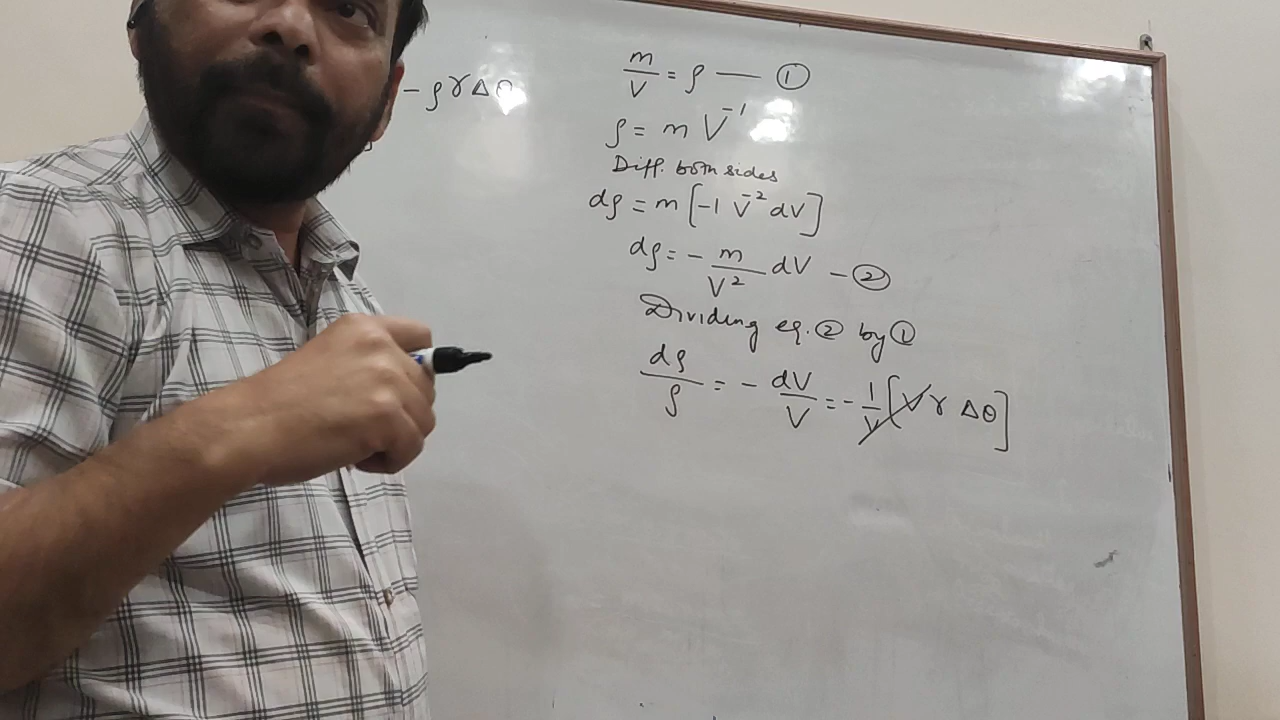 - ρ γ Δθ
m/V = ρ — ①
ρ = m V⁻¹
Diff. both sides
dρ = m [-1 V⁻² dV]
dρ = - m/V² dV - ②
Dividing eq. ② by ①
dρ/ρ = - dV/V = - 1/V [V γ Δθ]